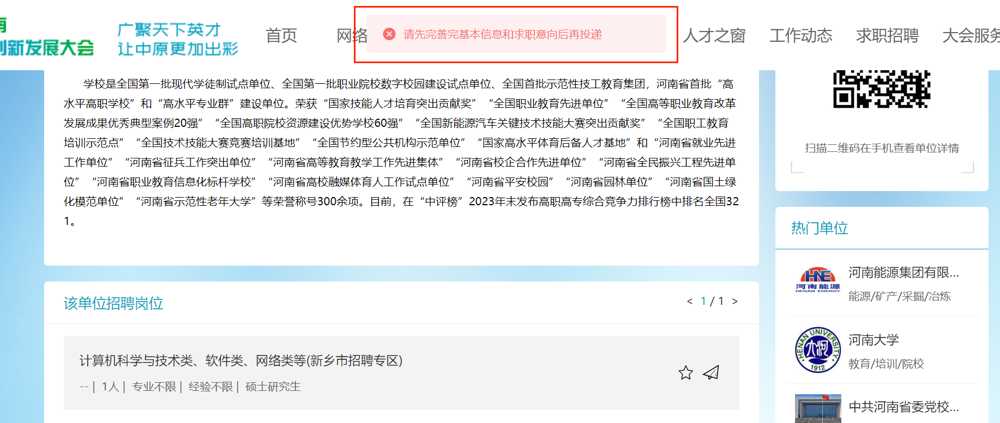 南
创新发展大会
广聚天下英才
让中原更加出彩
首页
网络
请先完善完基本信息和求职意向后再投递
人才之窗
工作动态
求职招聘
大会服务
学校是全国第一批现代学徒制试点单位、全国第一批职业院校数字校园建设试点单位、全国首批示范性技工教育集团，河南省首批“高
水平高职学校”和“高水平专业群”建设单位。荣获“国家技能人才培育突出贡献奖”“全国职业教育先进单位”“全国高等职业教育改革
发展成果优秀典型案例20强”“全国高职院校资源建设优势学校60强”“全国新能源汽车关键技术技能大赛突出贡献奖”“全国职工教育
培训示范点”“全国技术技能大赛竞赛培训基地”“全国节约型公共机构示范单位”“国家高水平体育后备人才基地”和“河南省就业先进
工作单位”“河南省征兵工作突出单位”“河南省高等教育教学工作先进集体”“河南省校企合作先进单位”“河南省全民振兴工程先进单
位”“河南省职业教育信息化标杆学校”“河南省高校融媒体育人工作试点单位”“河南省平安校园”“河南省园林单位”“河南省国土绿
化模范单位”“河南省示范性老年大学”等荣誉称号300余项。目前，在“中评榜”2023年末发布高职高专综合竞争力排行榜中排名全国32
1。
该单位招聘岗位
< 1 / 1 >
计算机科学与技术类、软件类、网络类等(新乡市招聘专区)
-- | 1人 | 专业不限 | 经验不限 | 硕士研究生
扫描二维码在手机查看单位详情
热门单位
HNE
河南能源
HENAN ENERGY
河南能源集团有限...
能源/矿产/采掘/冶炼
HENAN UNIVERSITY
1912
河南大学
教育/培训/院校
中共河南省委党校...